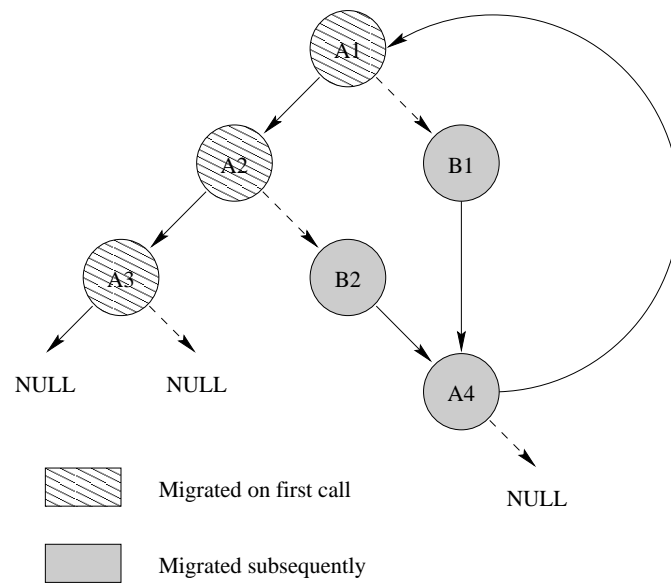 A1
A2
B1
A3
B2
NULL
NULL
A4
Migrated on first call
NULL
Migrated subsequently